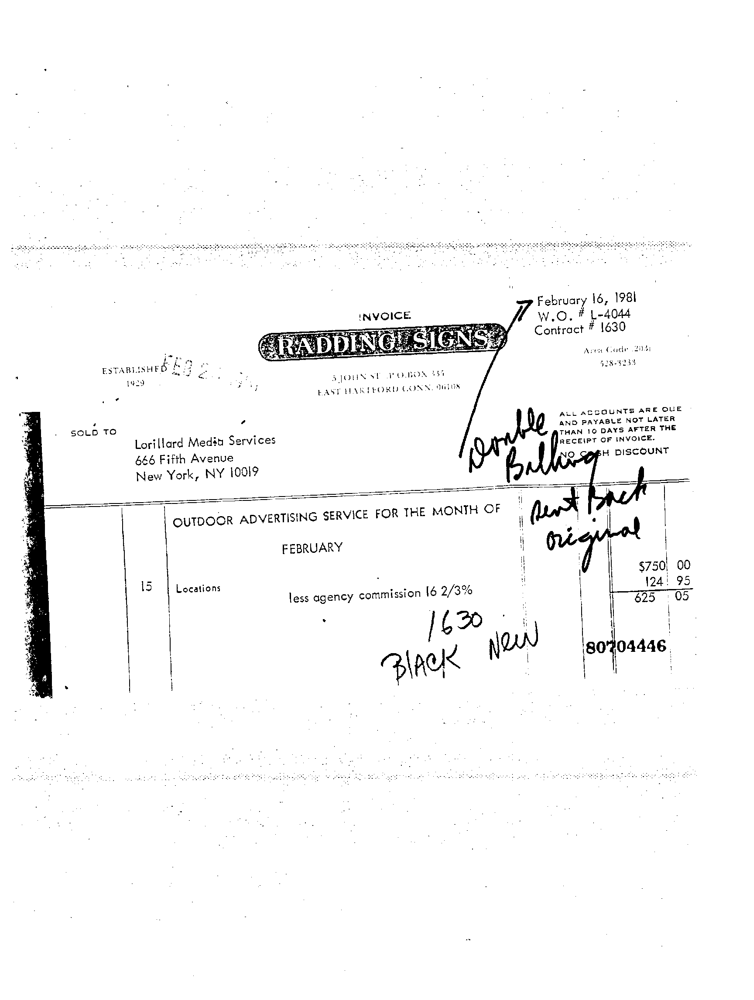 February 16, 1981
W.O. # L-4044
Contract # 1630
INVOICE
RADDING SIGNS
Area Code 203
528-3233
ESTABLISHED
1929
FEB 2
5 JOHN ST P.O. BOX
EAST HARTFORD CONN. 06108
ALL ACCOUNTS ARE DUE
AND PAYABLE NOT LATER
THAN 10 DAYS AFTER THE
RECEIPT OF INVOICE.
NO CASH DISCOUNT
Double
Billing
Sent Back
original
SOLD TO
Lorillard Media Services
666 Fifth Avenue
New York, NY 10019
OUTDOOR ADVERTISING SERVICE FOR THE MONTH OF
FEBRUARY
$750 00
15 Locations
less agency commission 16 2/3% 124 95
625 05
1630
BLACK New
80704446